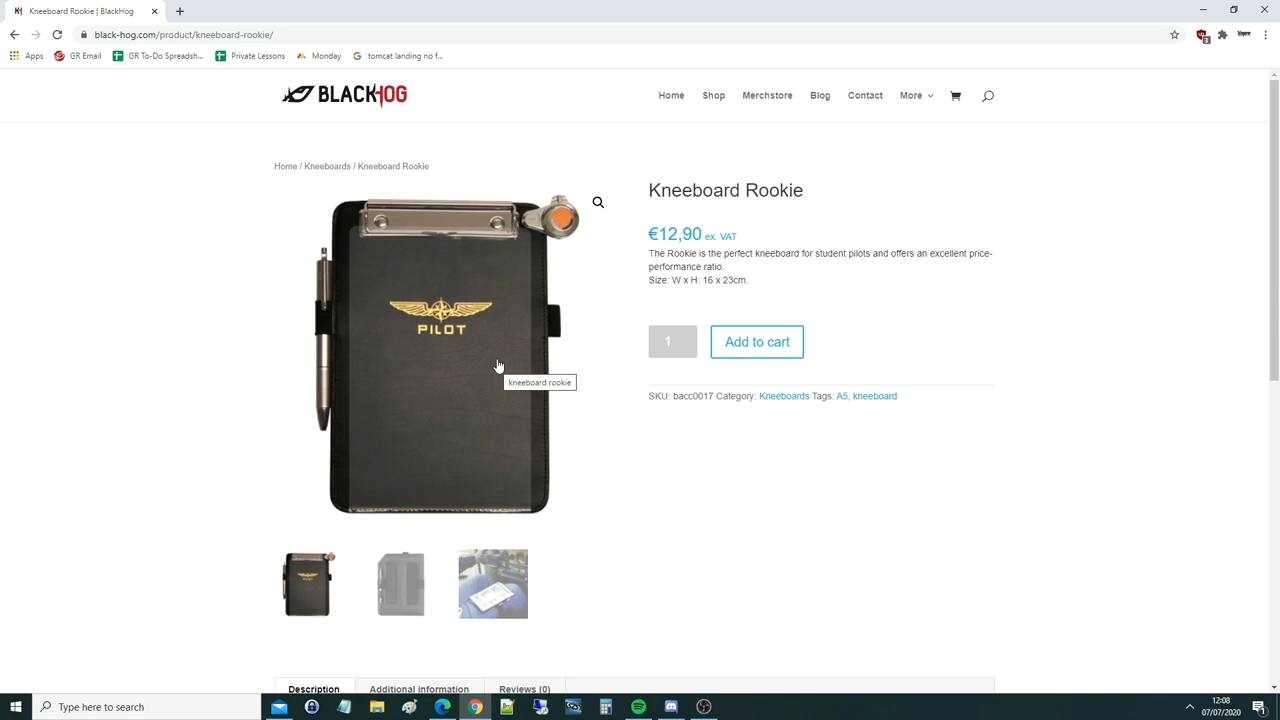 Kneeboard Rookie | BlackHog
black-hog.com/product/kneeboard-rookie/
3
Apps GR Email GR To-Do Spreadsh... Private Lessons Monday tomcat landing no f...
BLACKHOG
Home Shop Merchstore Blog Contact More
Home / Kneeboards / Kneeboard Rookie
Kneeboard Rookie
€12,90 ex. VAT
The Rookie is the perfect kneeboard for student pilots and offers an excellent price-
performance ratio.
Size: W x H: 16 x 23cm.
PILOT
1 Add to cart
kneeboard rookie
SKU: bacc0017 Category: Kneeboards Tags: A5, kneeboard
Description Additional information Reviews (0)
Type here to search
12:08
07/07/2020